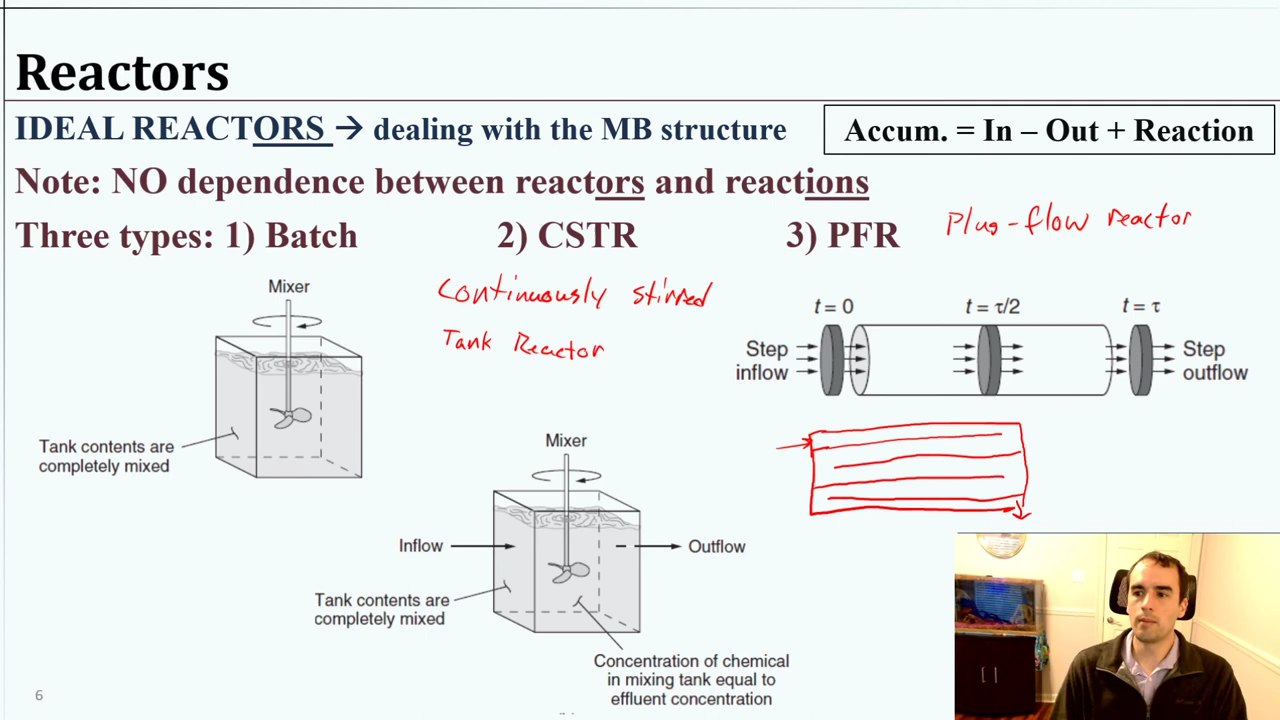 Reactors
IDEAL REACTORS → dealing with the MB structure
Accum. = In – Out + Reaction
Note: NO dependence between reactors and reactions
Three types: 1) Batch
2) CSTR
3) PFR
Plug-flow reactor
Continuously stirred
Tank Reactor
Mixer
Tank contents are
completely mixed
t = 0
t = τ/2
t = τ
Step
inflow
Step
outflow
Mixer
Inflow
Outflow
Tank contents are
completely mixed
Concentration of chemical
in mixing tank equal to
effluent concentration
6